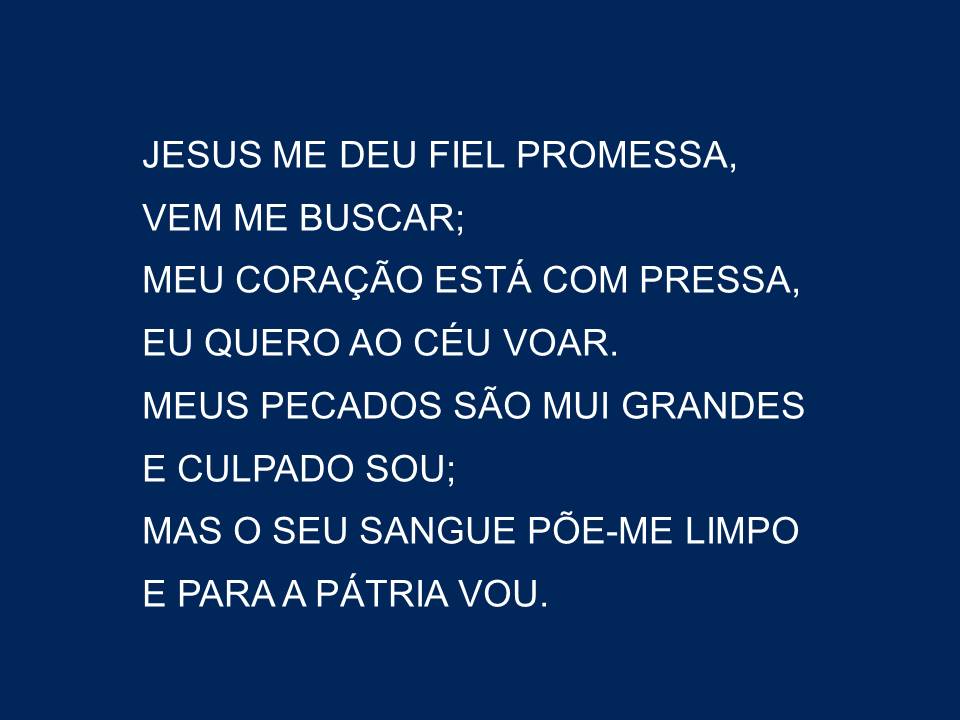 JESUS ME DEU FIEL PROMESSA,
VEM ME BUSCAR;
MEU CORAÇÃO ESTÁ COM PRESSA,
EU QUERO AO CÉU VOAR.
MEUS PECADOS SÃO MUI GRANDES
E CULPADO SOU;
MAS O SEU SANGUE PÕE-ME LIMPO
E PARA A PÁTRIA VOU.